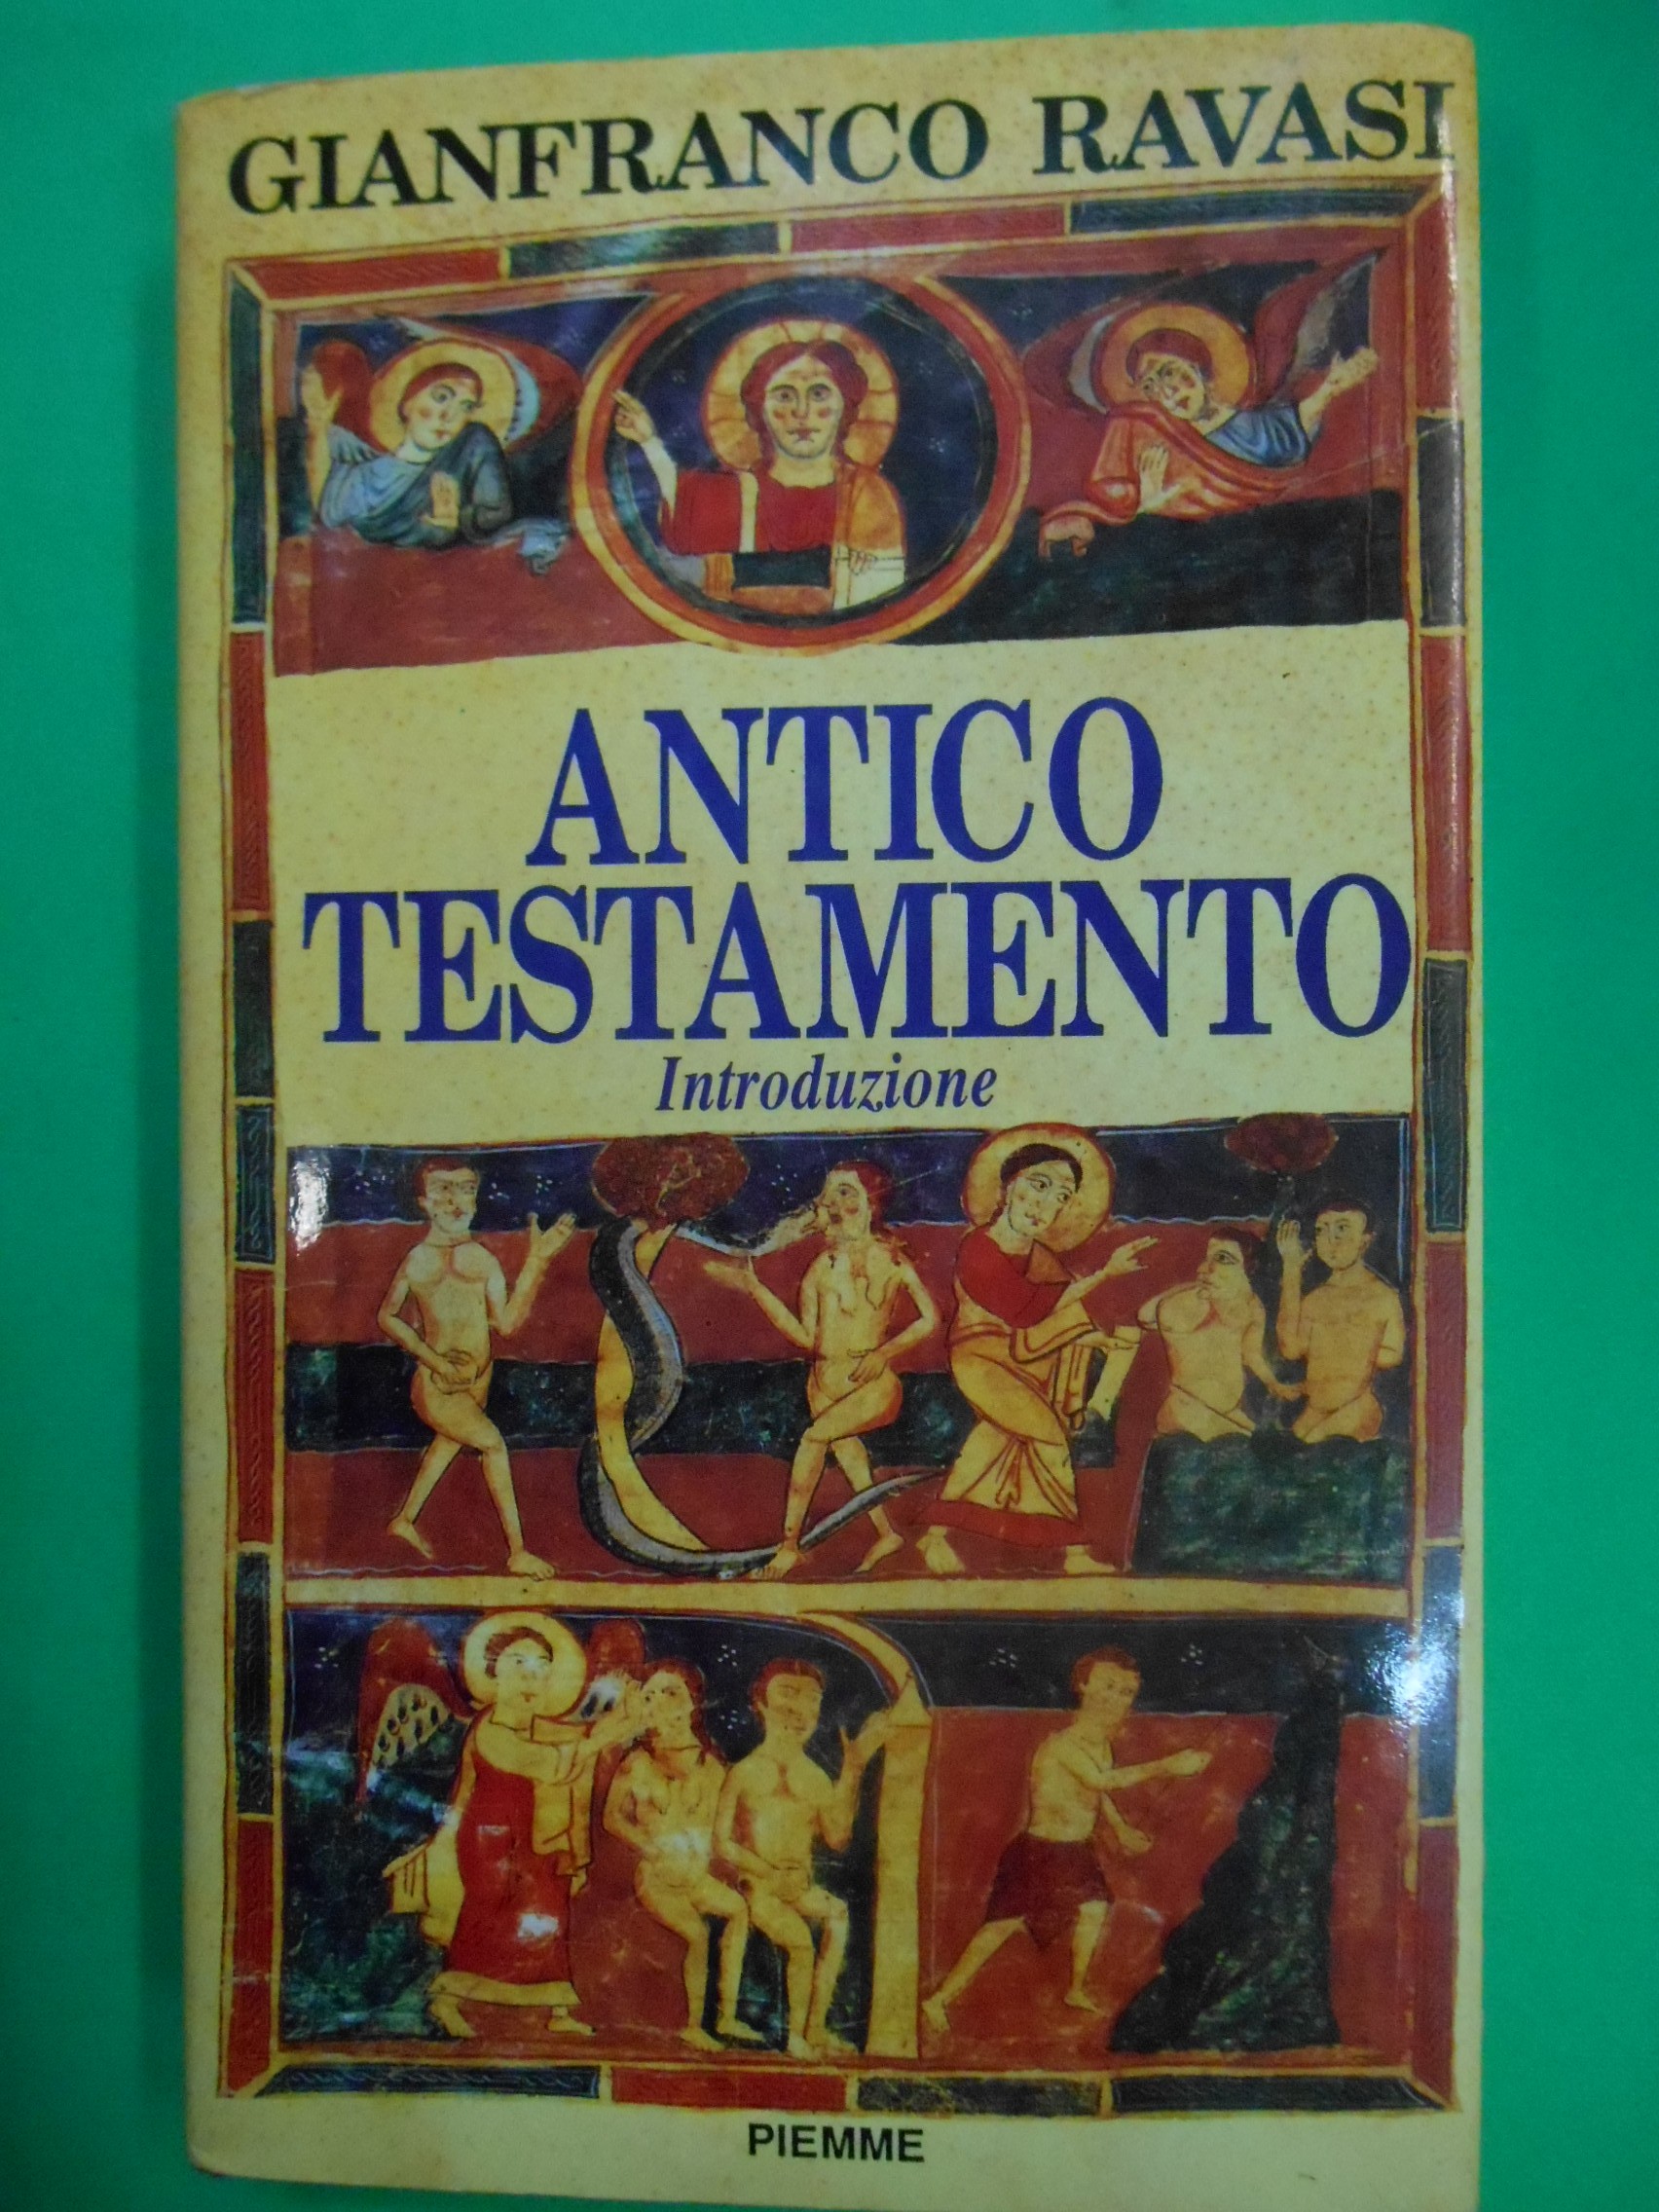 GIANFRANCO RAVASI
ANTICO
TESTAMENTO
Introduzione
PIEMME